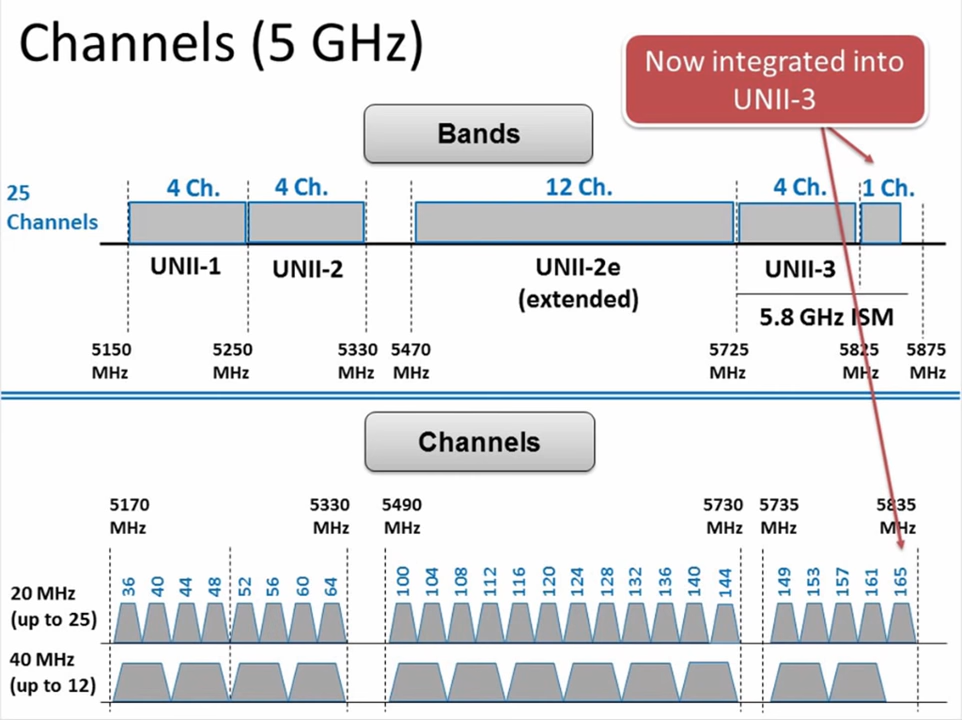 Channels (5 GHz)
Now integrated into
UNII-3
Bands
25
Channels
4 Ch.
4 Ch.
12 Ch.
4 Ch.
1 Ch.
UNII-1
UNII-2
UNII-2e
(extended)
UNII-3
5.8 GHz ISM
5150
MHz
5250
MHz
5330
MHz
5470
MHz
5725
MHz
5825
MHz
5875
MHz
Channels
5170
MHz
5330
MHz
5490
MHz
5730
MHz
5735
MHz
5835
MHz
20 MHz
(up to 25)
36
40
44
48
52
56
60
64
100
104
108
112
116
120
124
128
132
136
140
144
149
153
157
161
165
40 MHz
(up to 12)